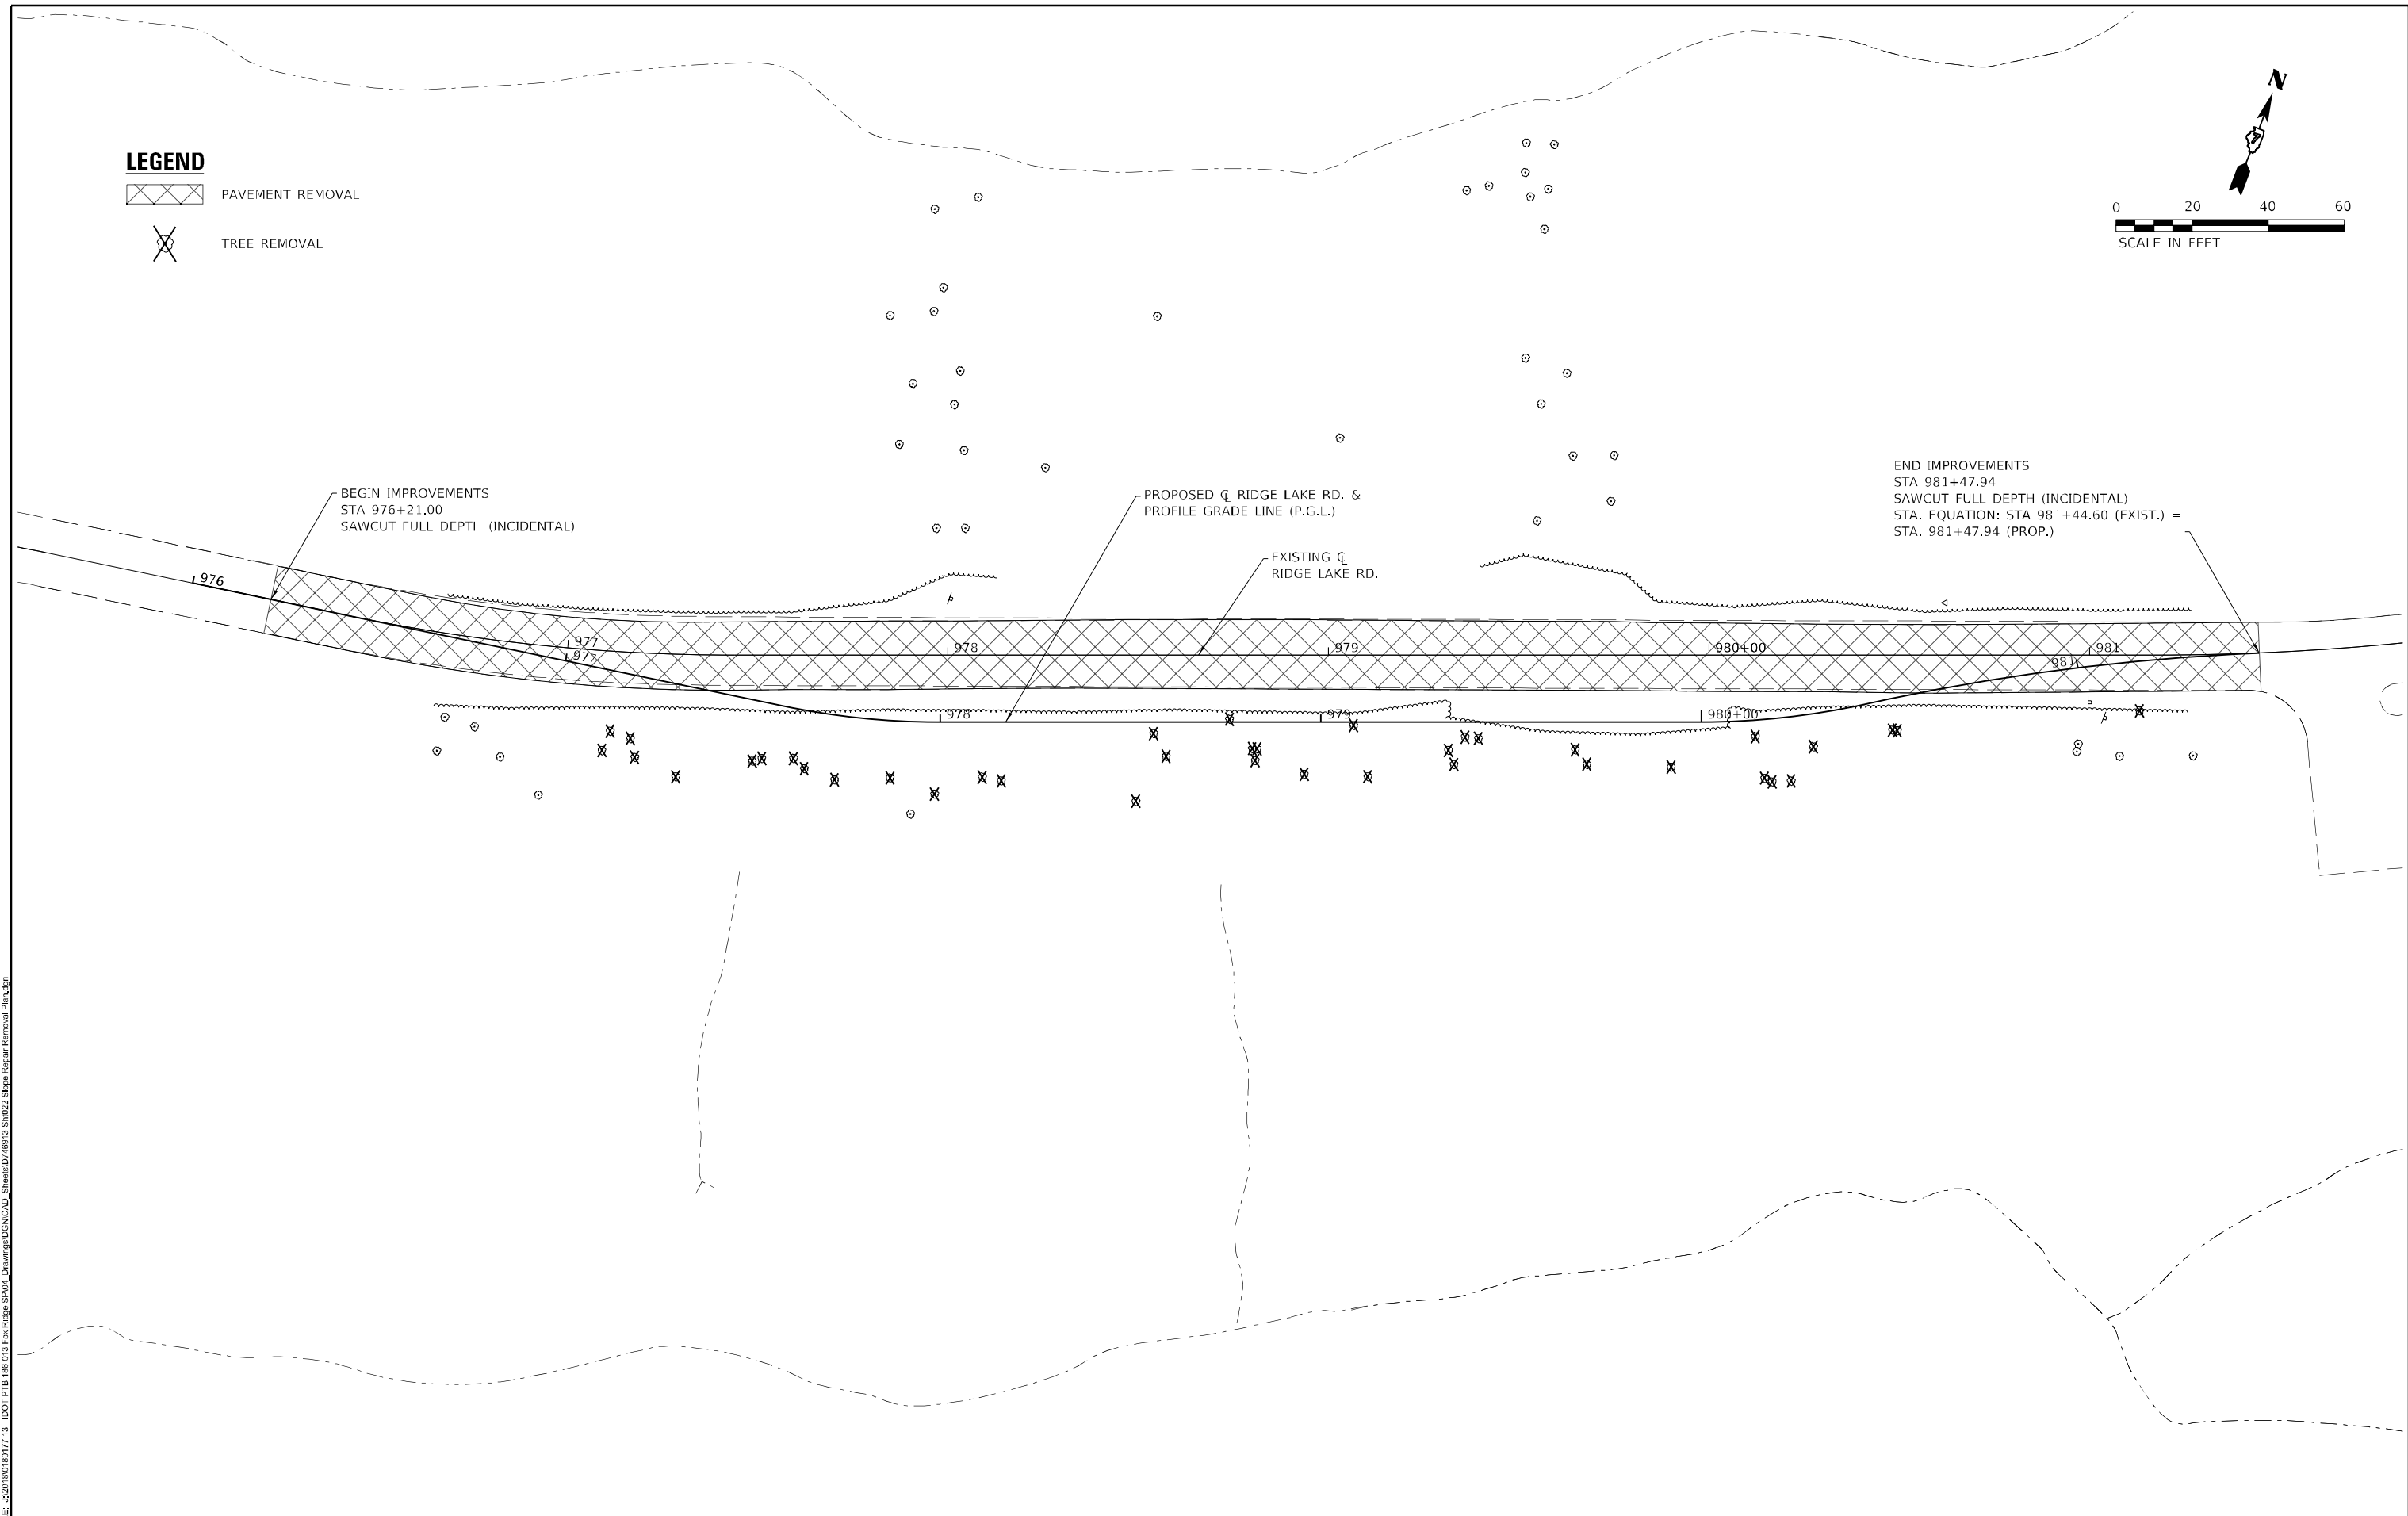 N
0 20 40 60
SCALE IN FEET
LEGEND
PAVEMENT REMOVAL
TREE REMOVAL
BEGIN IMPROVEMENTS
STA 976+21.00
SAWCUT FULL DEPTH (INCIDENTAL)
PROPOSED ℄ RIDGE LAKE RD. &
PROFILE GRADE LINE (P.G.L.)
EXISTING ℄
RIDGE LAKE RD.
END IMPROVEMENTS
STA 981+47.94
SAWCUT FULL DEPTH (INCIDENTAL)
STA. EQUATION: STA 981+44.60 (EXIST.) =
STA. 981+47.94 (PROP.)
976
977
978
979
980+00
981
977
978
979
980+00
981